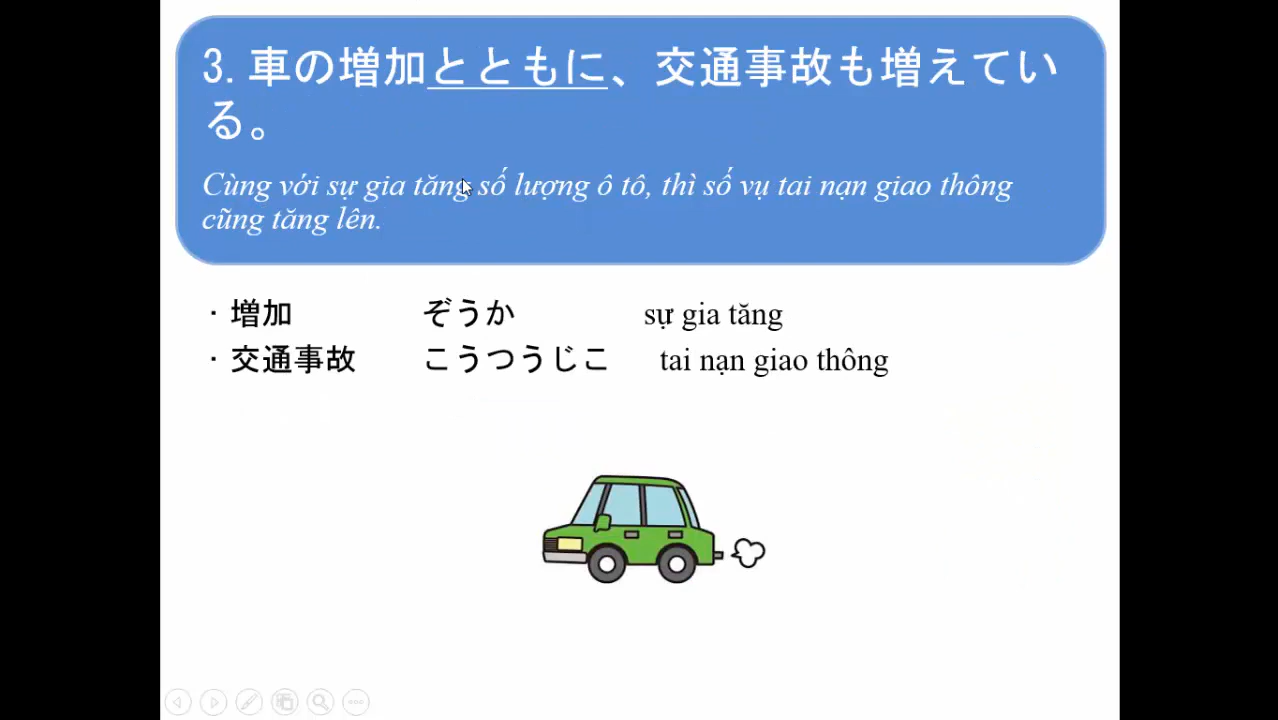 3.車の増加とともに、交通事故も増えてい
る。
Cùng với sự gia tăng số lượng ô tô, thì số vụ tai nạn giao thông
cũng tăng lên.
・増加 ぞうか sự gia tăng
・交通事故 こうつうじこ tai nạn giao thông